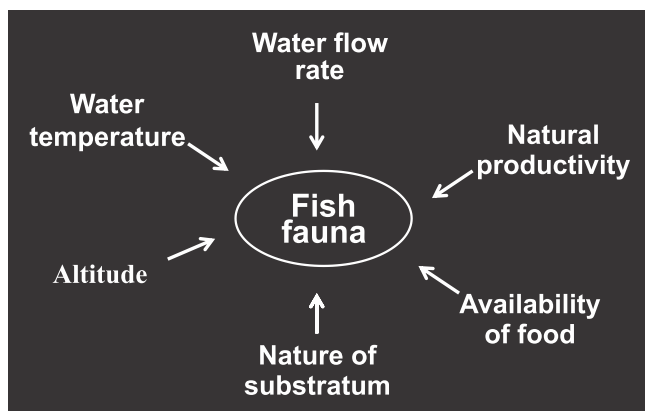 Water flow
rate
Water
temperature
Natural
productivity
Fish
fauna
Altitude
Availability
of food
Nature of
substratum